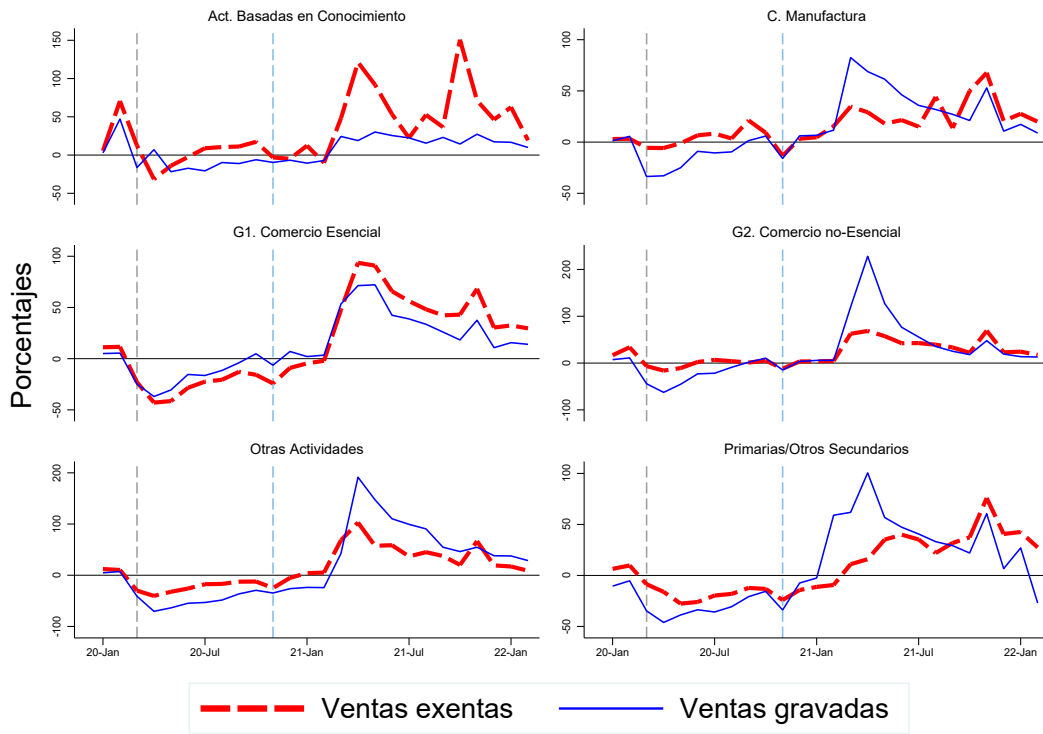 Act. Basadas en Conocimiento
C. Manufactura
150
100
50
0
-50
100
50
0
-50
G1. Comercio Esencial
G2. Comercio no-Esencial
Porcentajes
100
50
0
-50
200
100
0
-100
Otras Actividades
Primarias/Otros Secundarios
200
100
0
-100
100
50
0
-50
20-Jan
20-Jul
21-Jan
21-Jul
22-Jan
20-Jan
20-Jul
21-Jan
21-Jul
22-Jan
Ventas exentas
Ventas gravadas